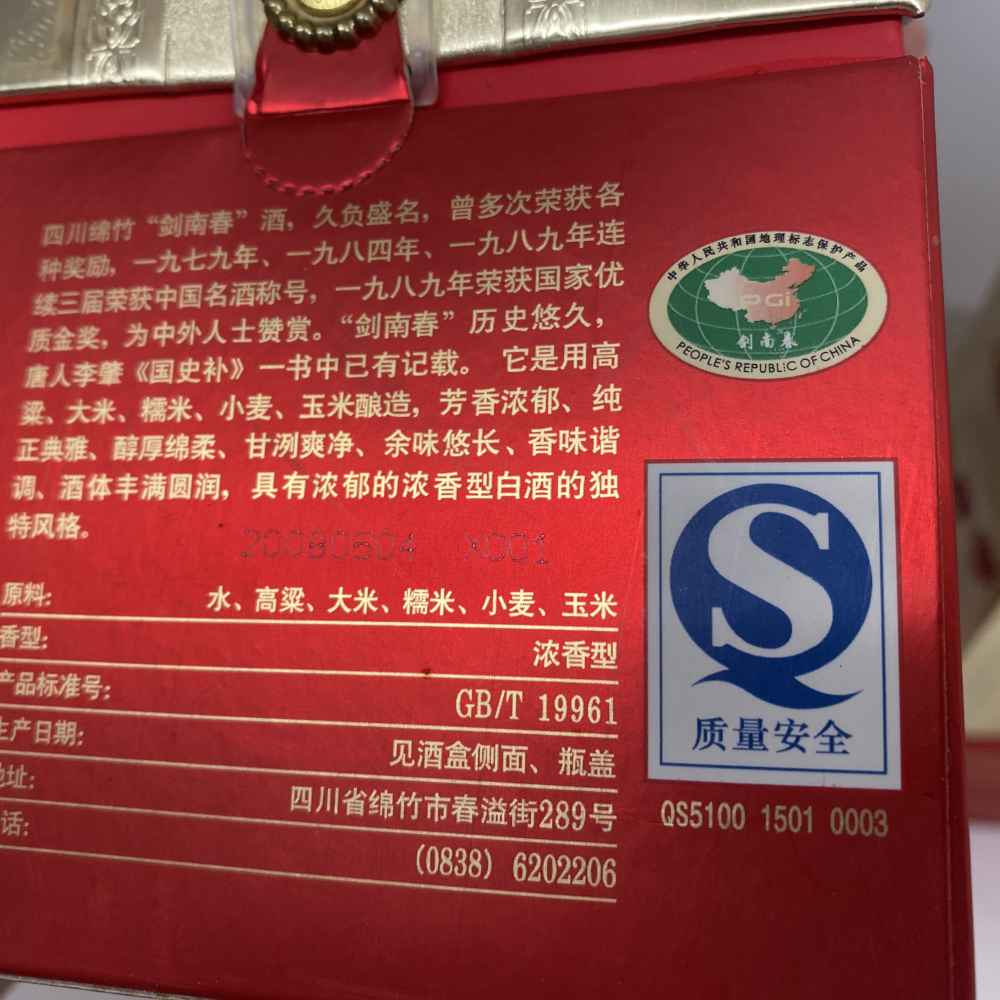 四川绵竹“剑南春”酒，久负盛名，曾多次荣获各
种奖励，一九七九年、一九八四年、一九八九年连
续三届荣获中国名酒称号，一九八九年荣获国家优
质金奖，为中外人士赞赏。“剑南春”历史悠久，
唐人李肇《国史补》一书中已有记载。 它是用高
粱、大米、糯米、小麦、玉米酿造，芳香浓郁、纯
正典雅、醇厚绵柔、甘洌爽净、余味悠长、香味谐
调、酒体丰满圆润，具有浓郁的浓香型白酒的独
特风格。
原料: 水、高粱、大米、糯米、小麦、玉米
香型: 浓香型
产品标准号: GB/T 19961
生产日期: 见酒盒侧面、瓶盖
地址: 四川省绵竹市春溢街289号
话: (0838) 6202206
中华人民共和国地理标志保护产品
PGi
剑南春
PEOPLE'S REPUBLIC OF CHINA
S
质量安全
QS5100 1501 0003